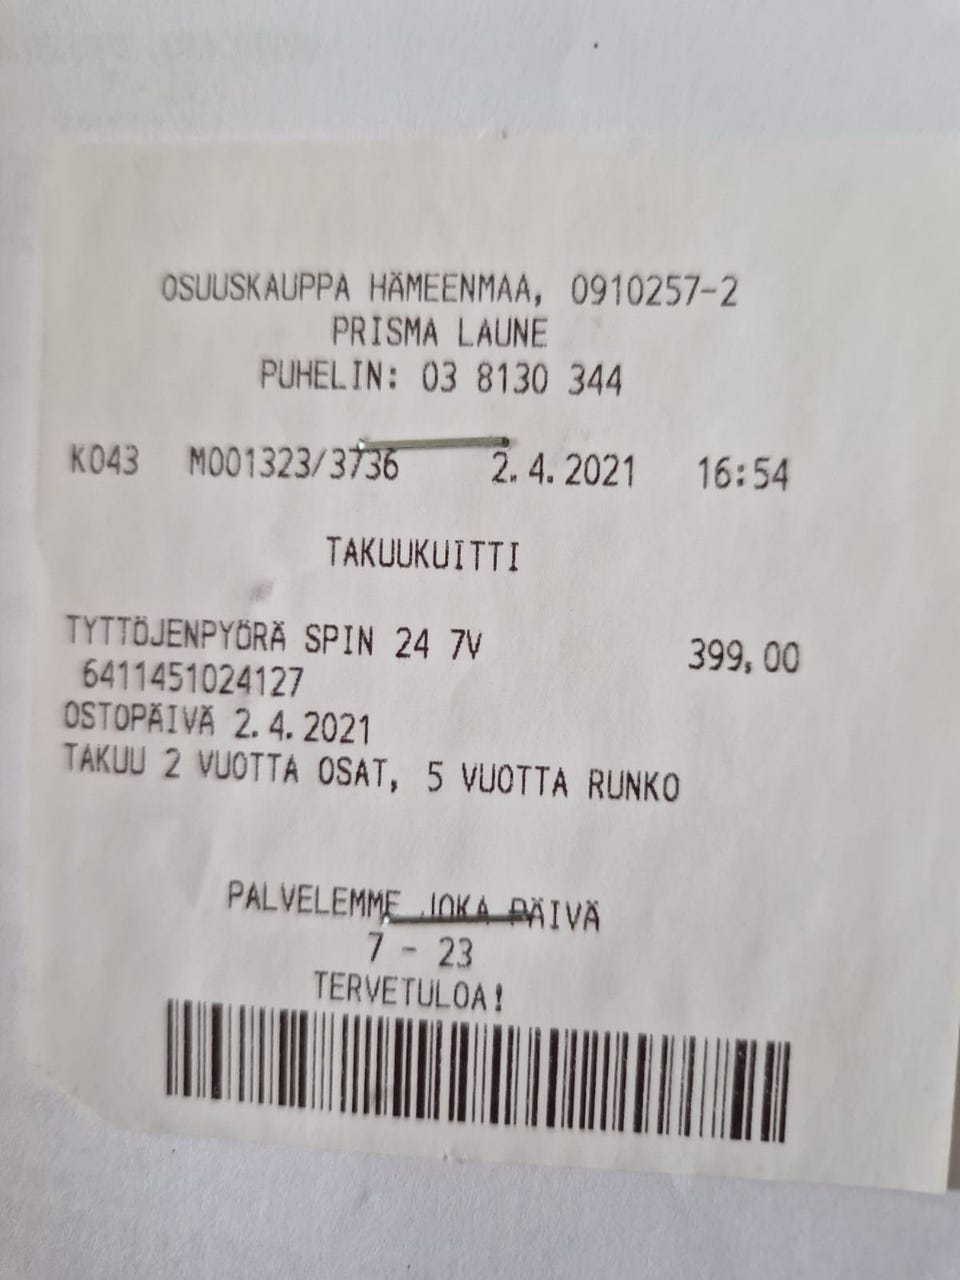 OSUUSKAUPPA HÄMEENMAA, 0910257-2
PRISMA LAUNE
PUHELIN: 03 8130 344
K043 M001323/3736 2.4.2021 16:54
TAKUUKUITTI
TYTTÖJENPYÖRÄ SPIN 24 7V 399,00
6411451024127
OSTOPÄIVÄ 2.4.2021
TAKUU 2 VUOTTA OSAT, 5 VUOTTA RUNKO
PALVELEMME JOKA PÄIVÄ
7 - 23
TERVETULOA!